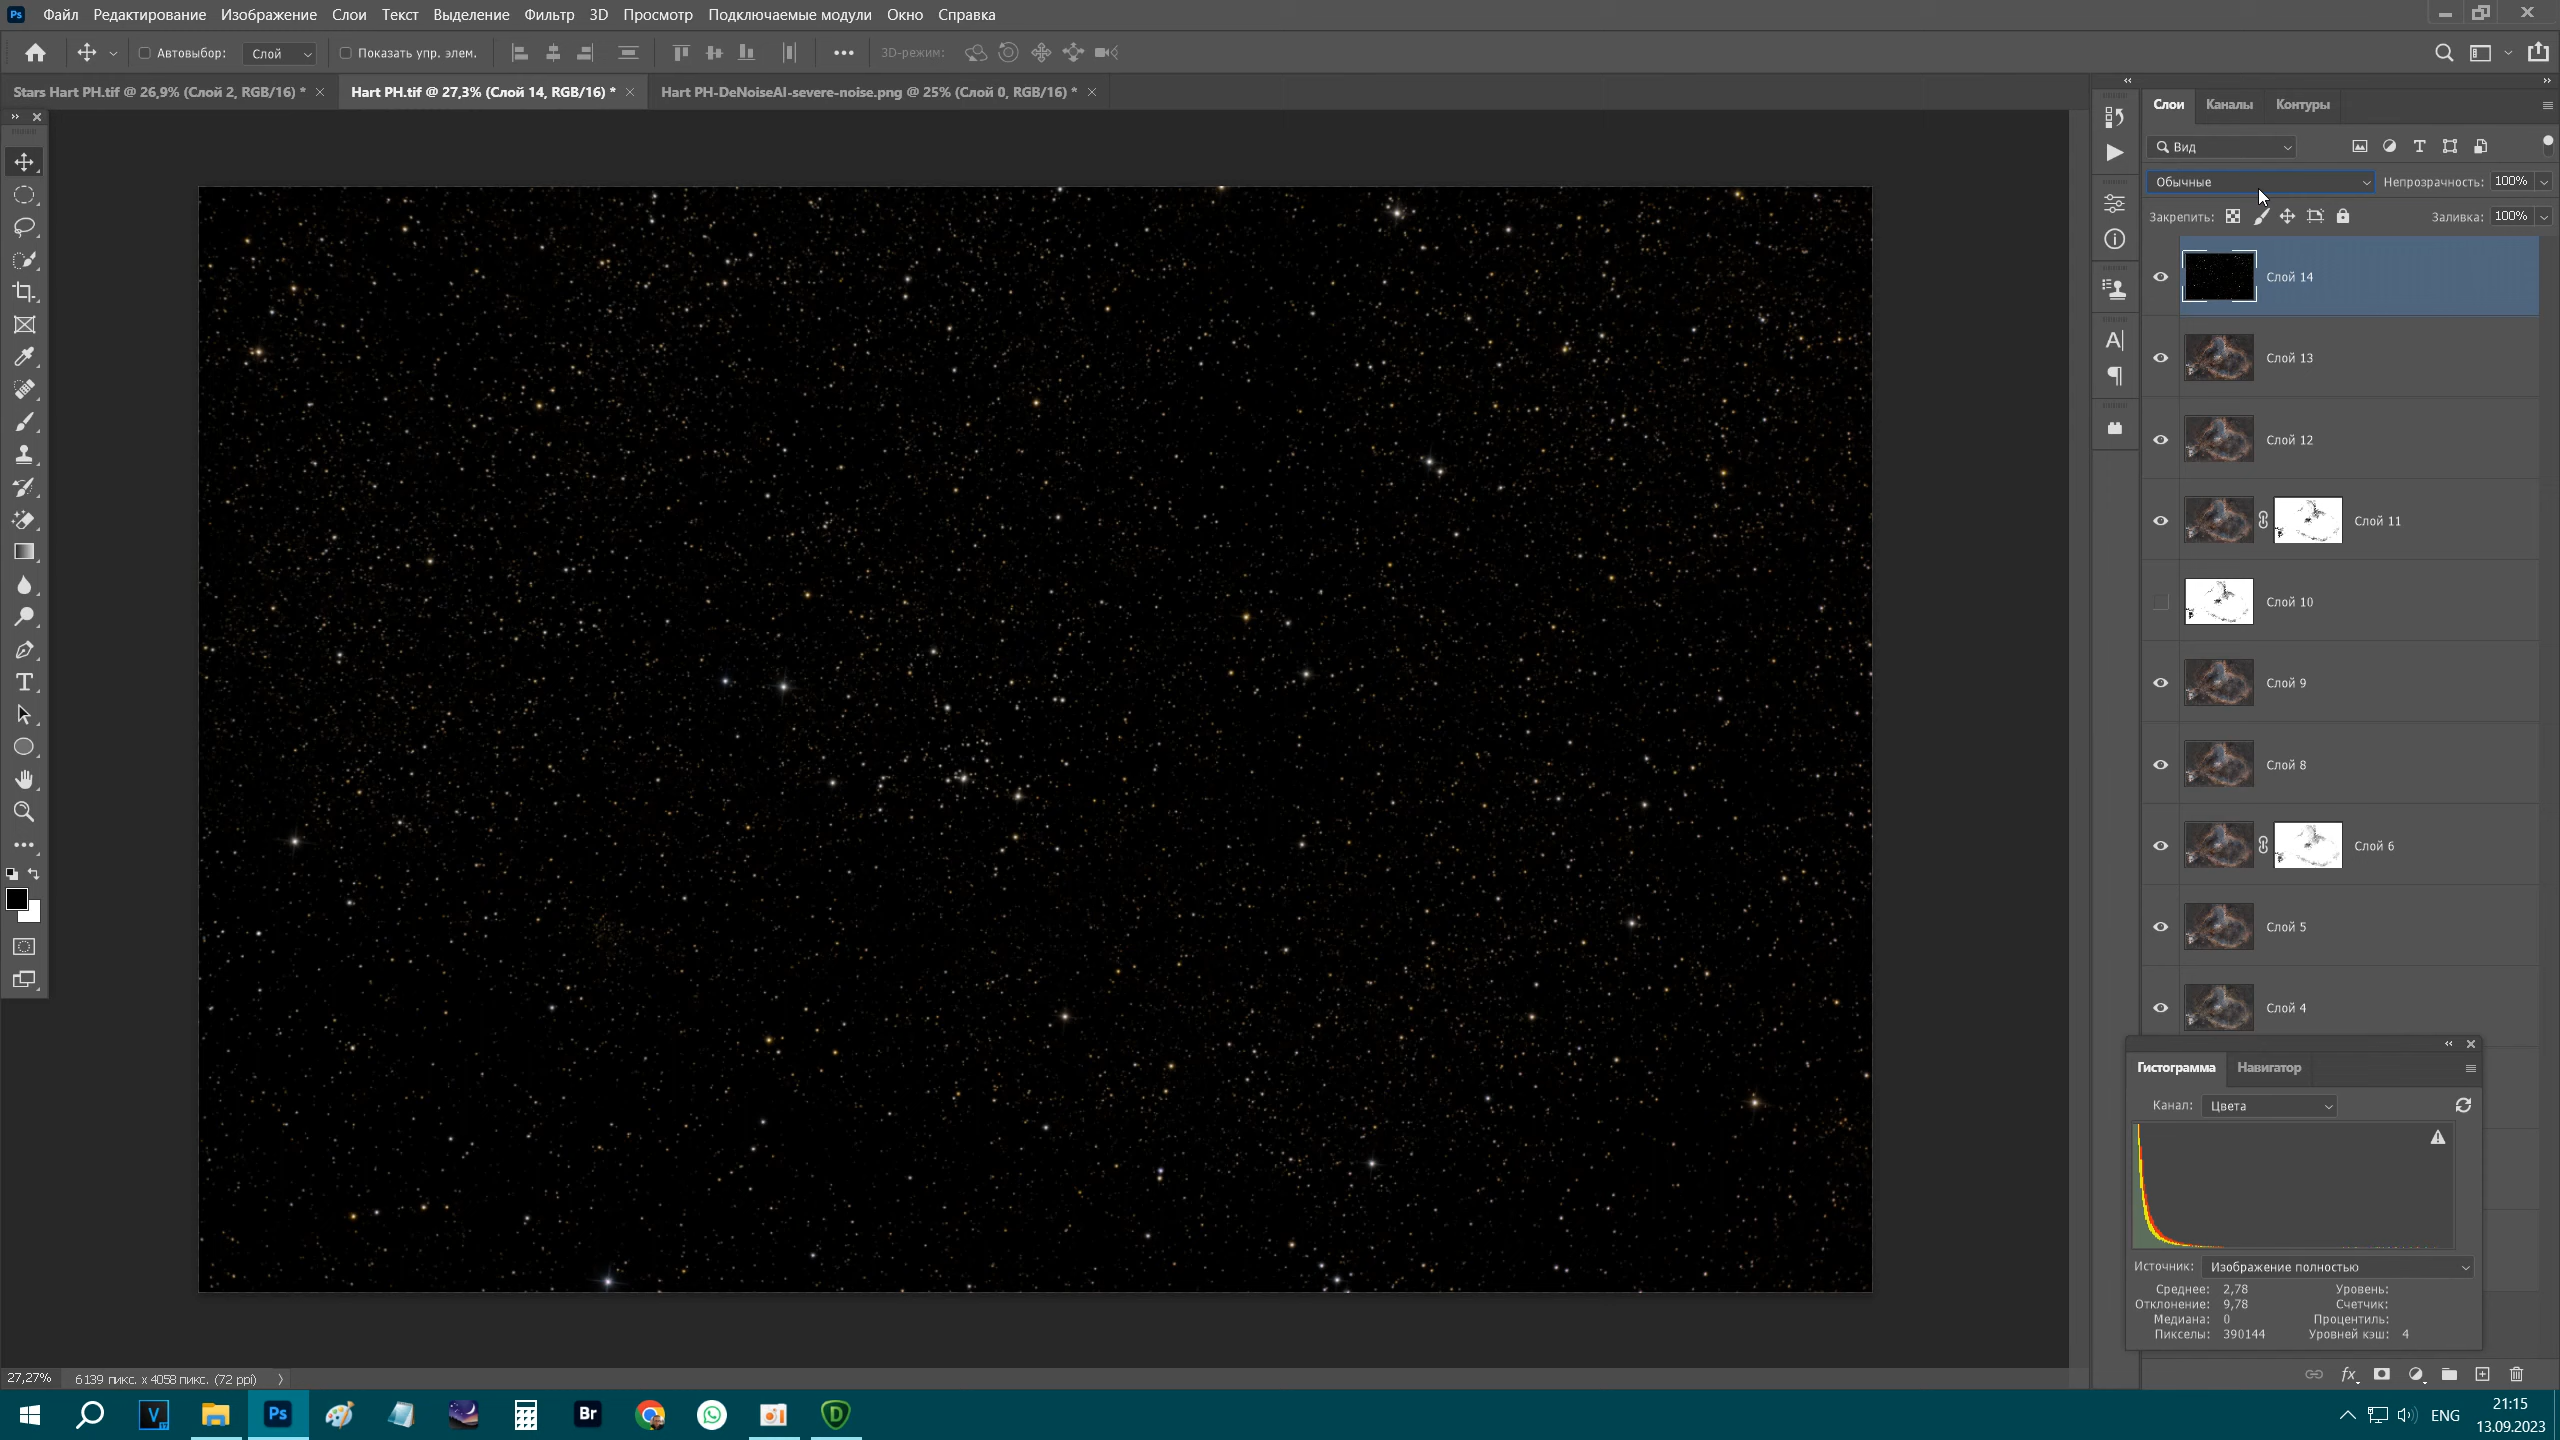 Ps Файл Редактирование Изображение Слои Текст Выделение Фильтр 3D Просмотр Подключаемые модули Окно Справка
Автовыбор: Слой Показать упр. элем. 3D-режим:
Stars Hart PH.tif @ 26,9% (Слой 2, RGB/16) * Hart PH.tif @ 27,3% (Слой 14, RGB/16) * Hart PH-DeNoiseAI-severe-noise.png @ 25% (Слой 0, RGB/16) *
Слои Каналы Контуры
Вид
Обычные Непрозрачность: 100%
Закрепить: Заливка: 100%
Слой 14
Слой 13
Слой 12
Слой 11
Слой 10
Слой 9
Слой 8
Слой 6
Слой 5
Слой 4
Гистограмма Навигатор
Канал: Цвета
Источник: Изображение полностью
Среднее: 2,78 Уровень:
Отклонение: 9,78 Счетчик:
Медиана: 0 Процентиль:
Пикселы: 390144 Уровней кэш: 4
27,27% 6139 пикс. x 4058 пикс. (72 ppi)
V 17 Ps Br D ENG 21:15
13.09.2023